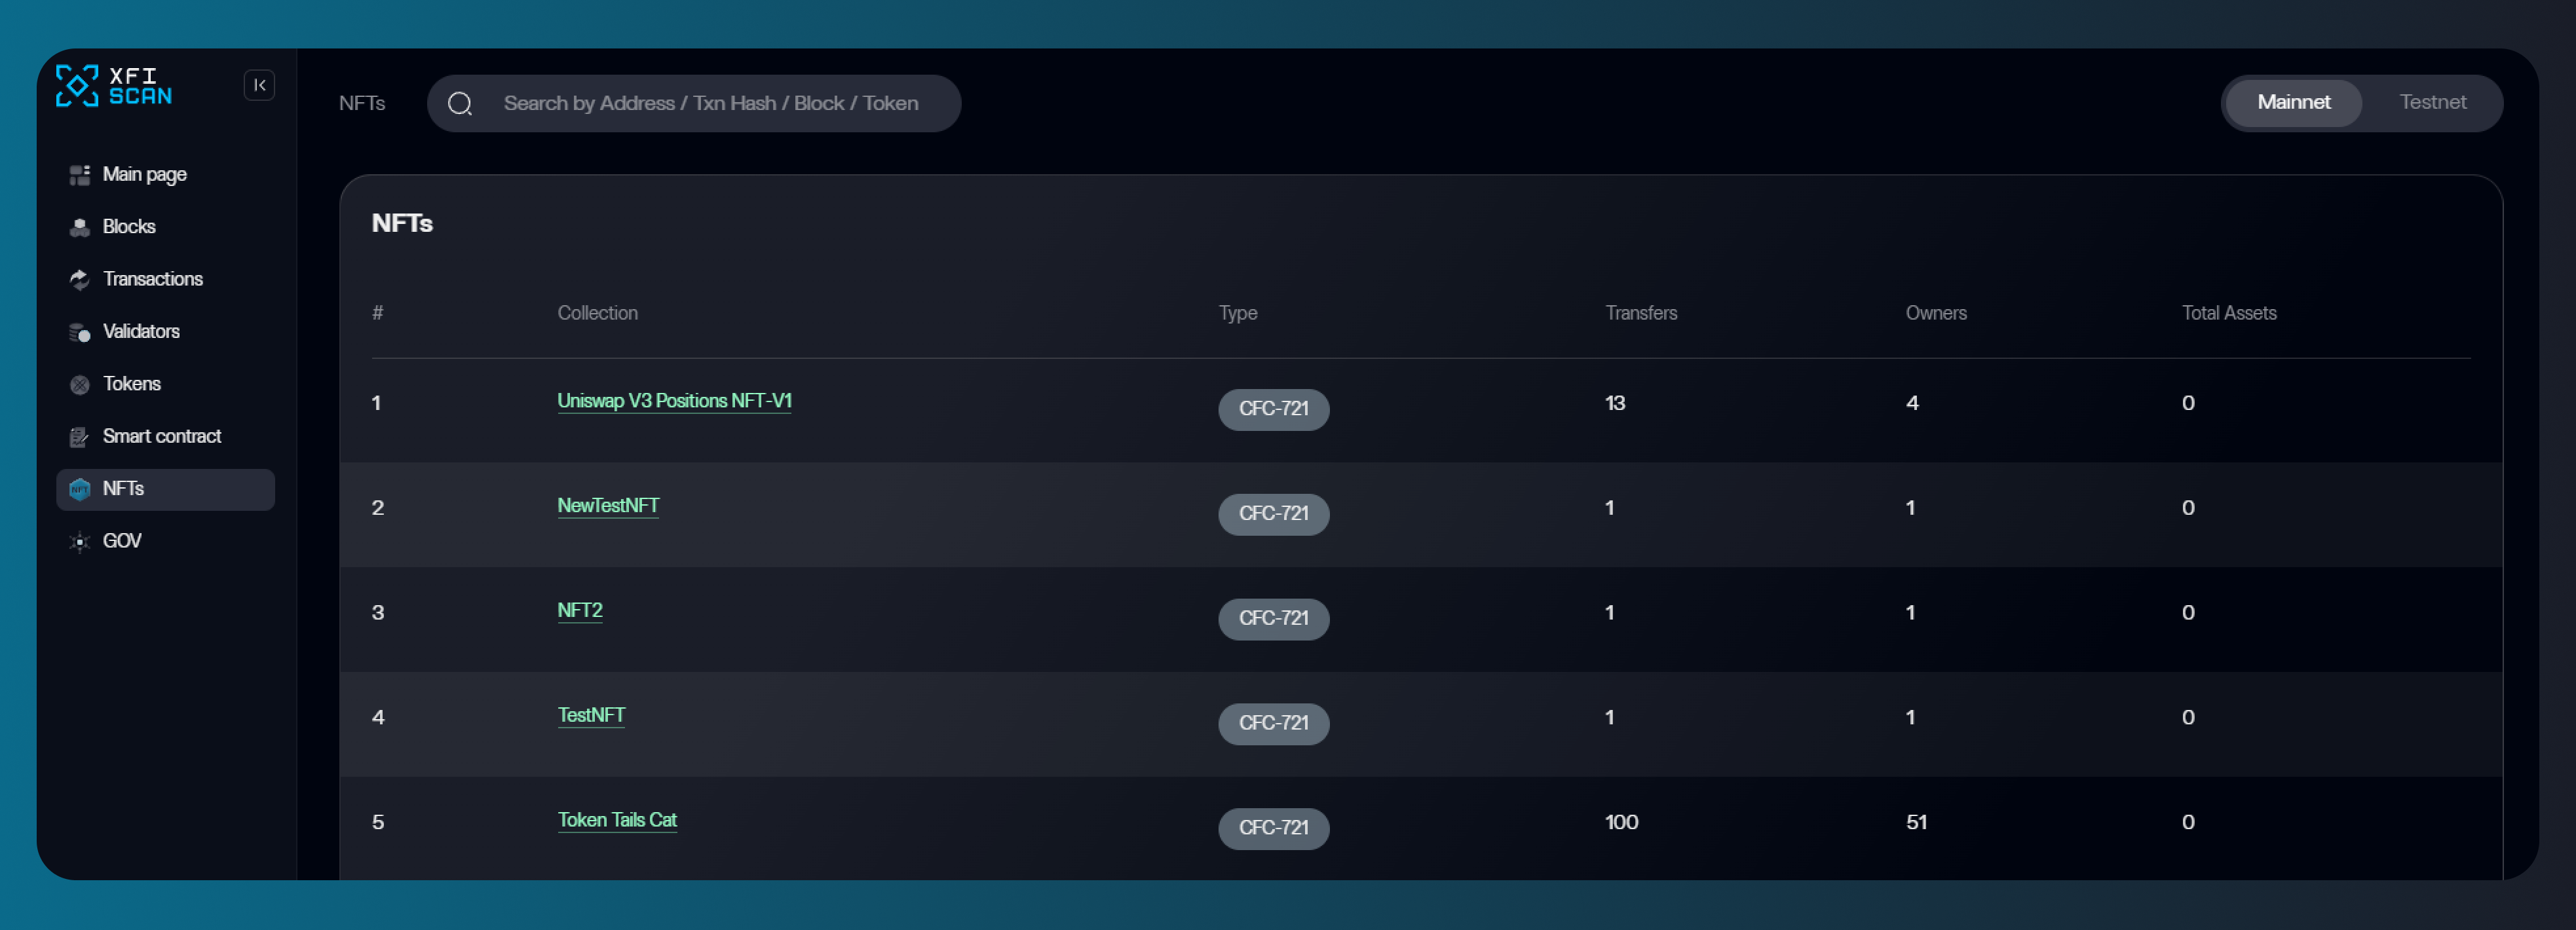 XFI
SCAN
NFTs
Search by Address / Txn Hash / Block / Token
Mainnet
Testnet
Main page
Blocks
Transactions
Validators
Tokens
Smart contract
NFTs
GOV
NFTs
# Collection Type Transfers Owners Total Assets
1 Uniswap V3 Positions NFT-V1 CFC-721 13 4 0
2 NewTestNFT CFC-721 1 1 0
3 NFT2 CFC-721 1 1 0
4 TestNFT CFC-721 1 1 0
5 Token Tails Cat CFC-721 100 51 0